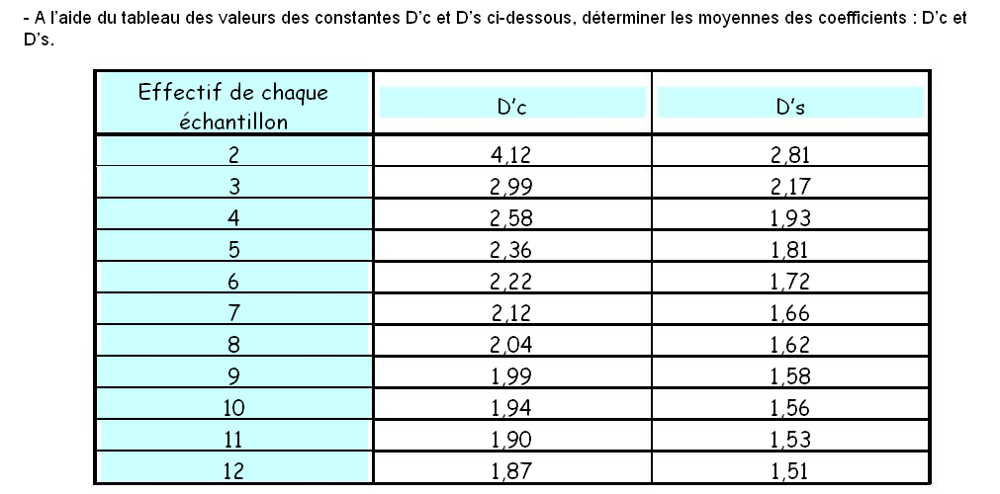 - A l'aide du tableau des valeurs des constantes D'c et D's ci-dessous, déterminer les moyennes des coefficients : D'c et
D's.
Effectif de chaque
échantillon
D'c
D's
2 4,12 2,81
3 2,99 2,17
4 2,58 1,93
5 2,36 1,81
6 2,22 1,72
7 2,12 1,66
8 2,04 1,62
9 1,99 1,58
10 1,94 1,56
11 1,90 1,53
12 1,87 1,51